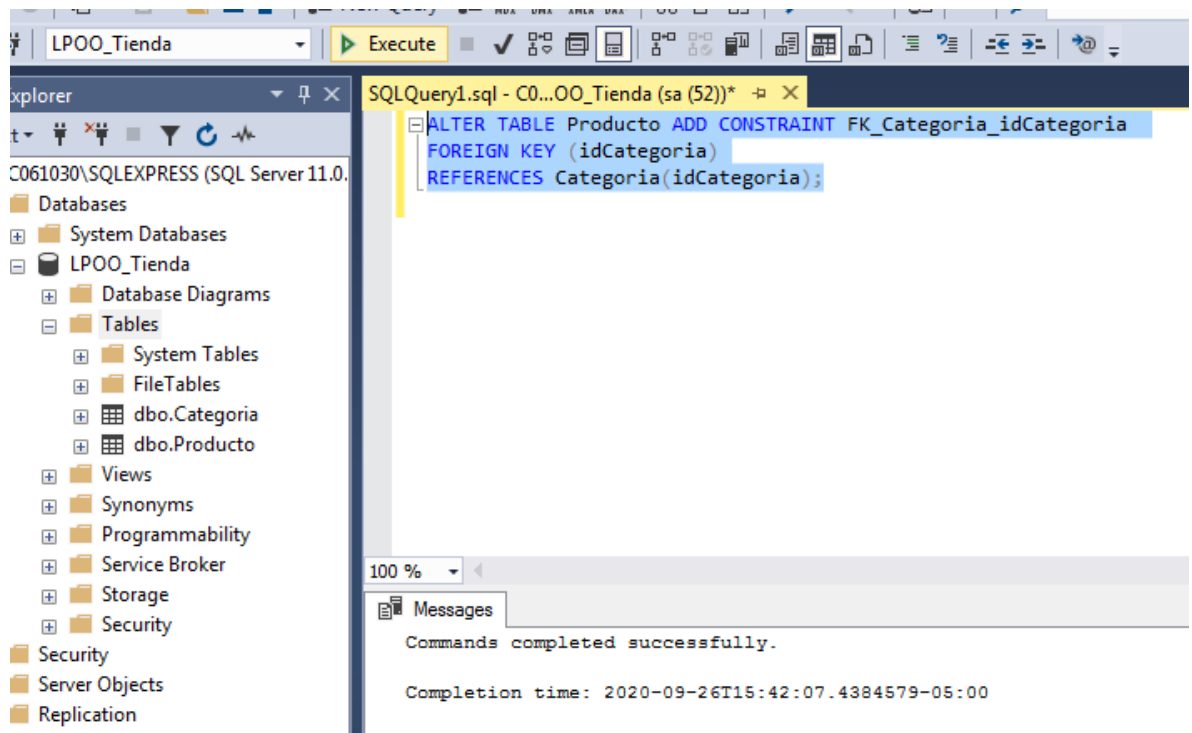 LPOO_Tienda
Execute
xplorer
SQLQuery1.sql - C0...OO_Tienda (sa (52))*
C061030\SQLEXPRESS (SQL Server 11.0.
Databases
System Databases
LPOO_Tienda
Database Diagrams
Tables
System Tables
FileTables
dbo.Categoria
dbo.Producto
Views
Synonyms
Programmability
Service Broker
Storage
Security
Security
Server Objects
Replication
ALTER TABLE Producto ADD CONSTRAINT FK_Categoria_idCategoria
FOREIGN KEY (idCategoria)
REFERENCES Categoria(idCategoria);
100 %
Messages
Commands completed successfully.
Completion time: 2020-09-26T15:42:07.4384579-05:00